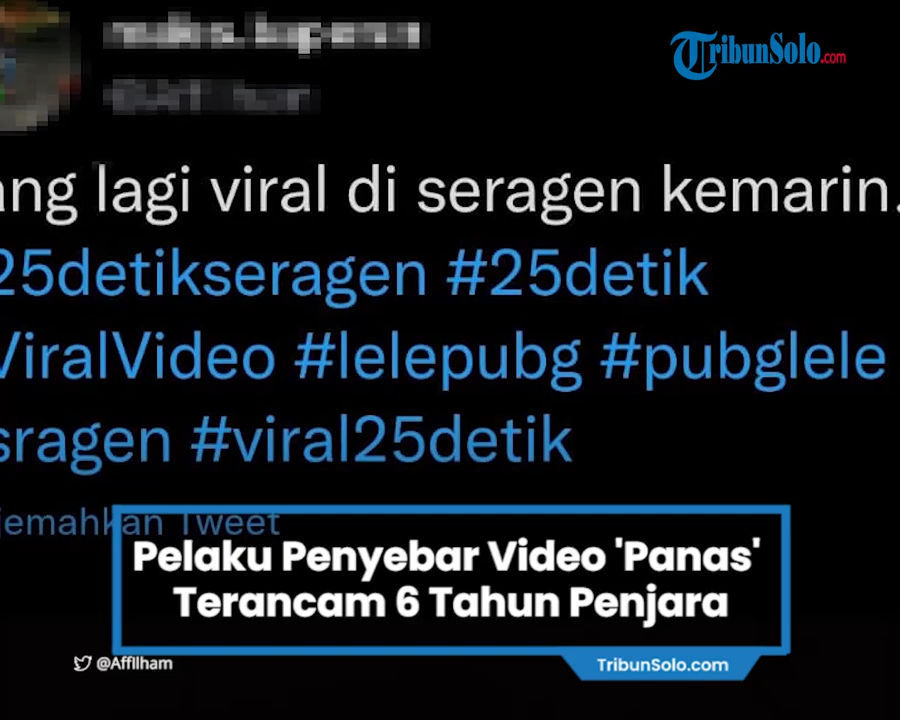 TribunSolo.com
ang lagi viral di seragen kemarin.
25detikseragen #25detik
ViralVideo #lelepubg #pubglele
sragen #viral25detik
jemahkan Tweet
Pelaku Penyebar Video 'Panas'
Terancam 6 Tahun Penjara
@AffIlham
TribunSolo.com